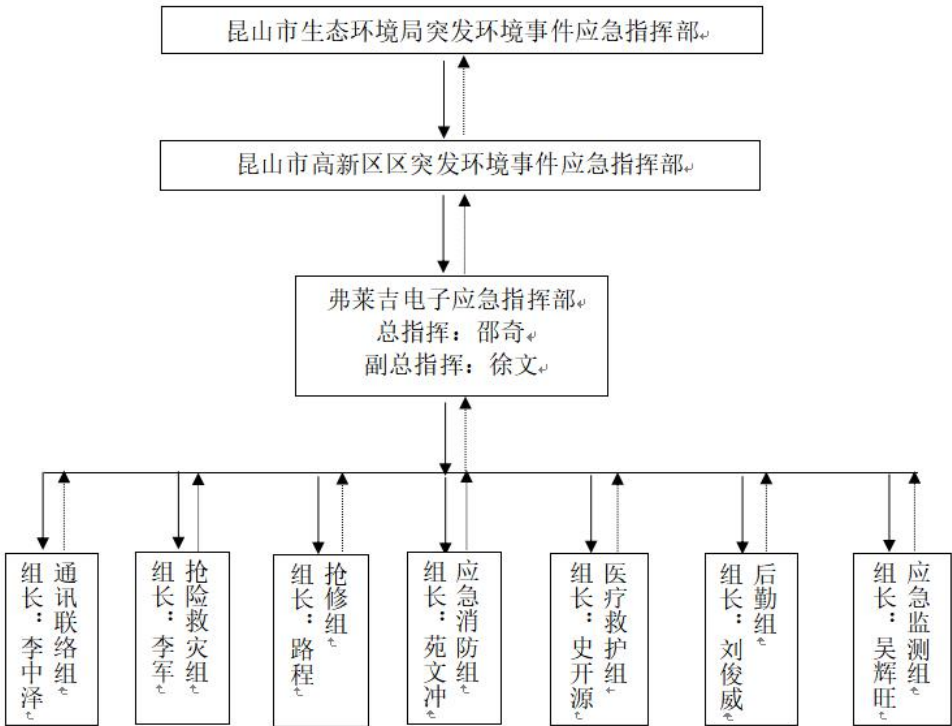 昆山市生态环境局突发环境事件应急指挥部
昆山市高新区区突发环境事件应急指挥部
弗莱吉电子应急指挥部
总指挥：邵奇
副总指挥：徐文
通讯联络组
组长：李中泽
抢险救灾组
组长：李军
抢修组
组长：路程
应急消防组
组长：苑文冲
医疗救护组
组长：史开源
后勤组
组长：刘俊威
应急监测组
组长：吴辉旺